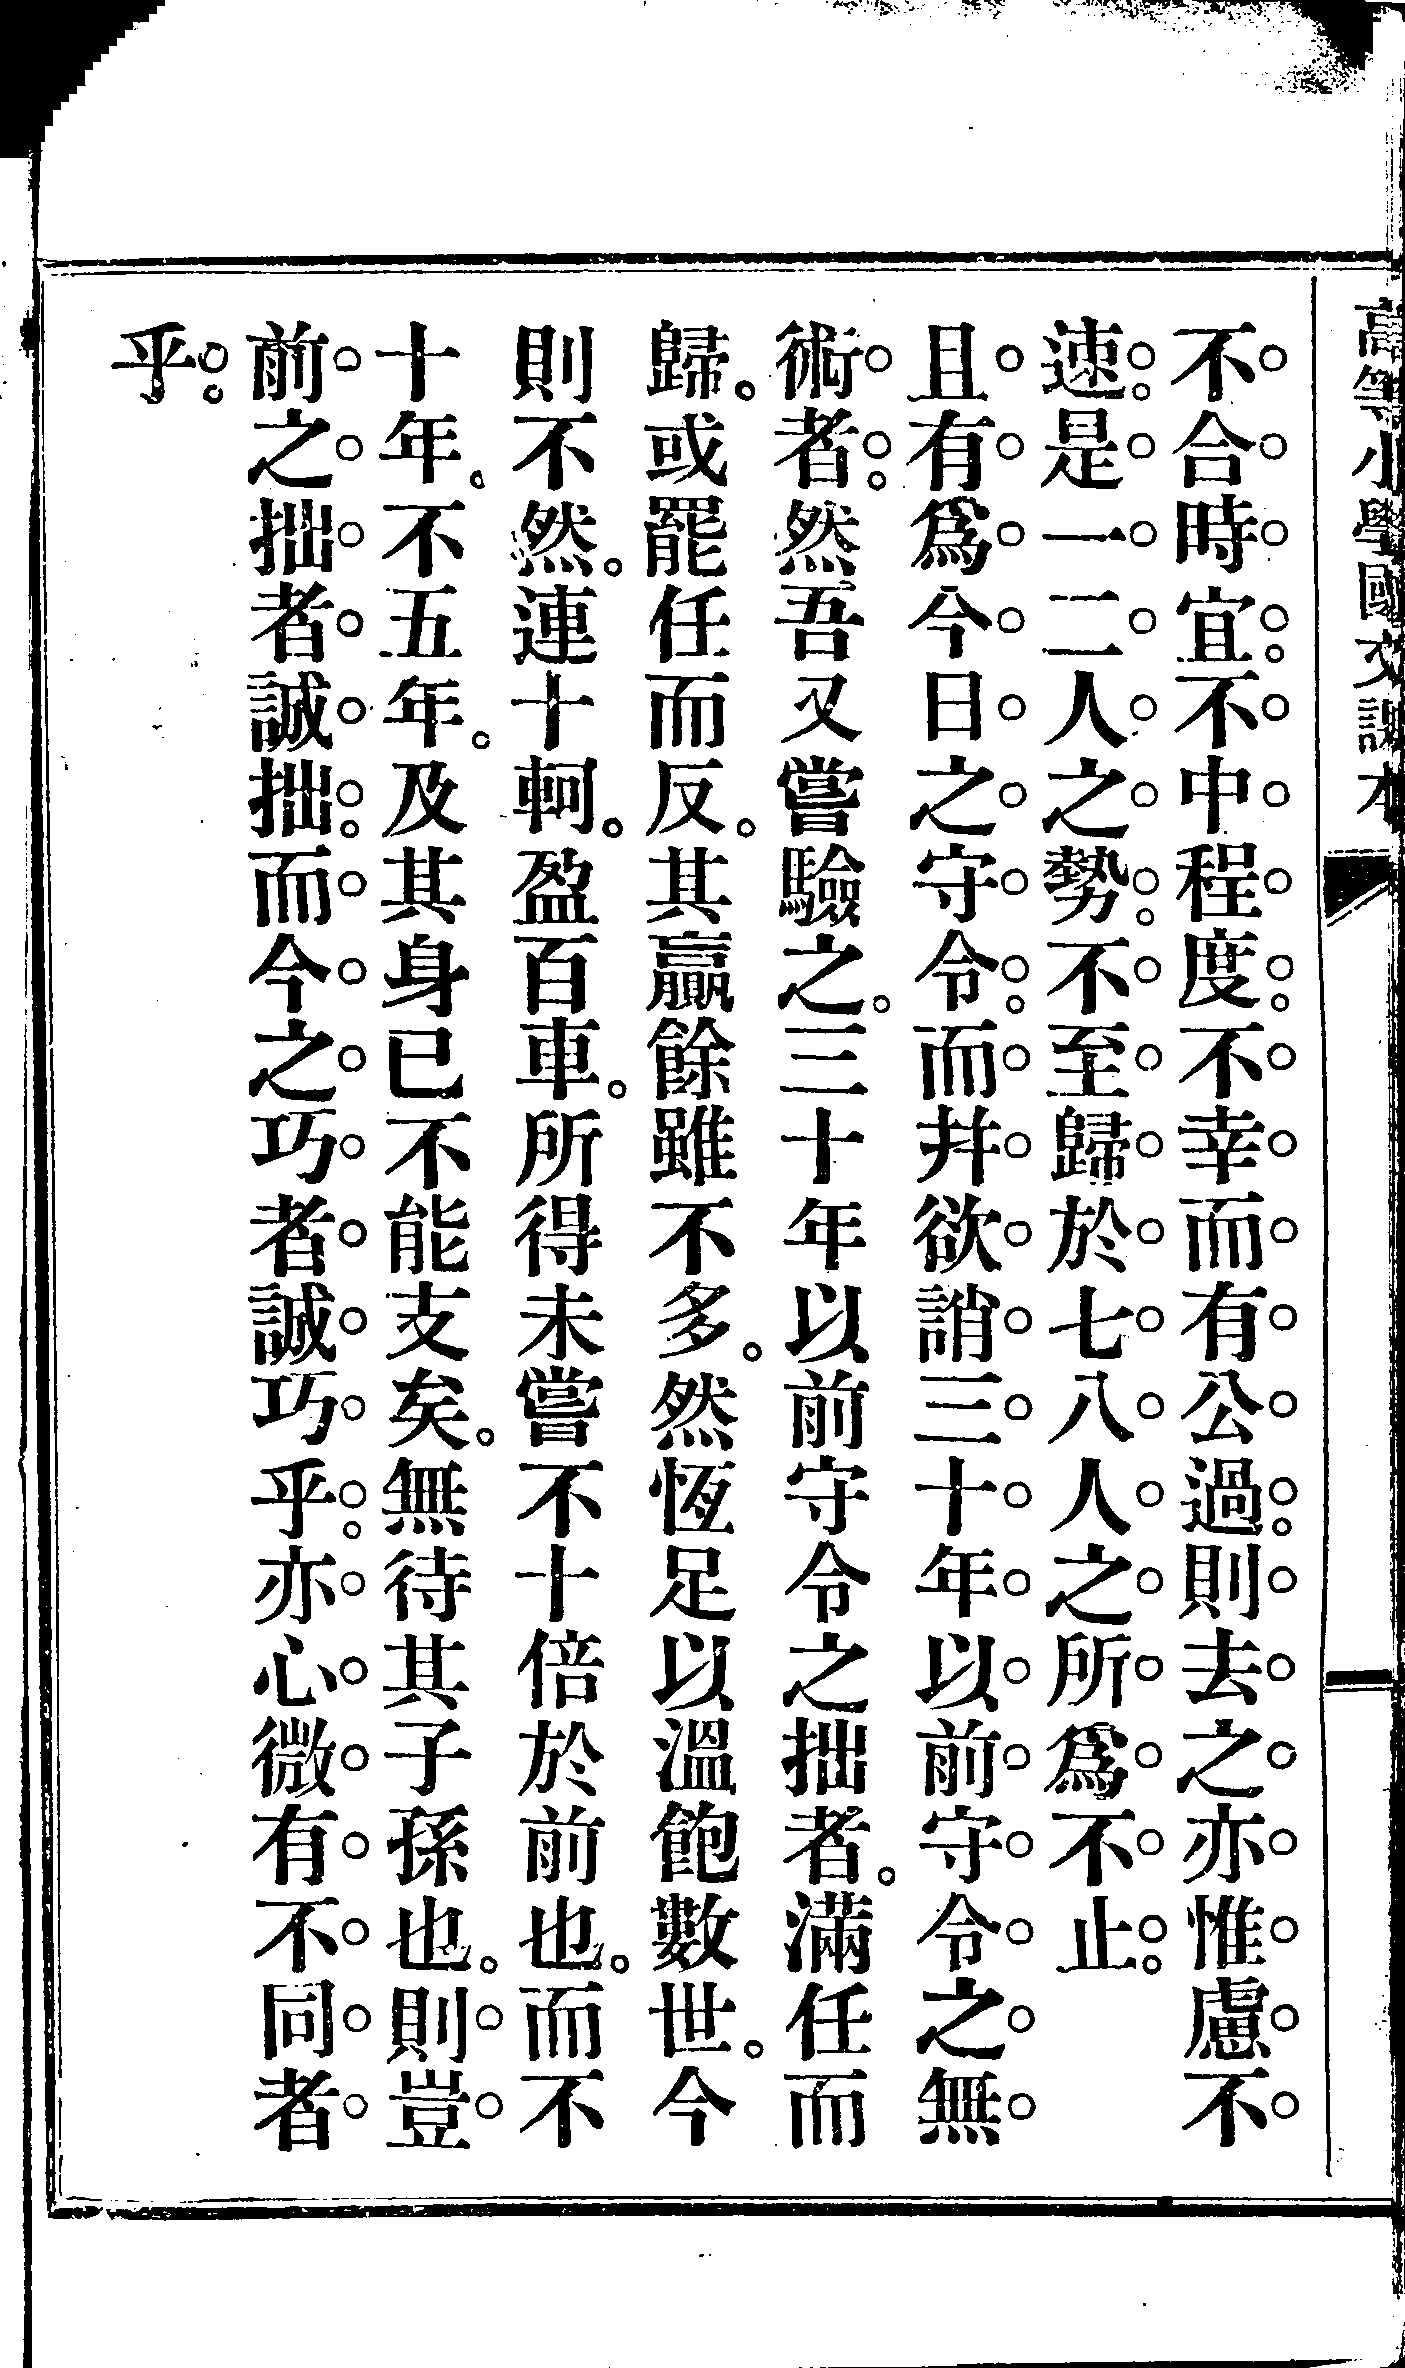 高等小學國文課本
不合時宜。不中程度。不幸而有公過。則去之亦惟慮不
速。是一二人之勢。不至歸於七八人之所爲不止。
且有爲今日之守令。而幷欲誚三十年以前守令之無
術者。然吾又嘗驗之。三十年以前守令之拙者。滿任而
歸。或罷任而反。其贏餘雖不多。然恆足以溫飽數世。今
則不然。連十軻。盈百車。所得未嘗不十倍於前也。而不
十年。不五年。及其身已不能支矣。無待其子孫也。則豈
前之拙者誠拙。而今之巧者誠巧乎。亦心微有不同者
乎。